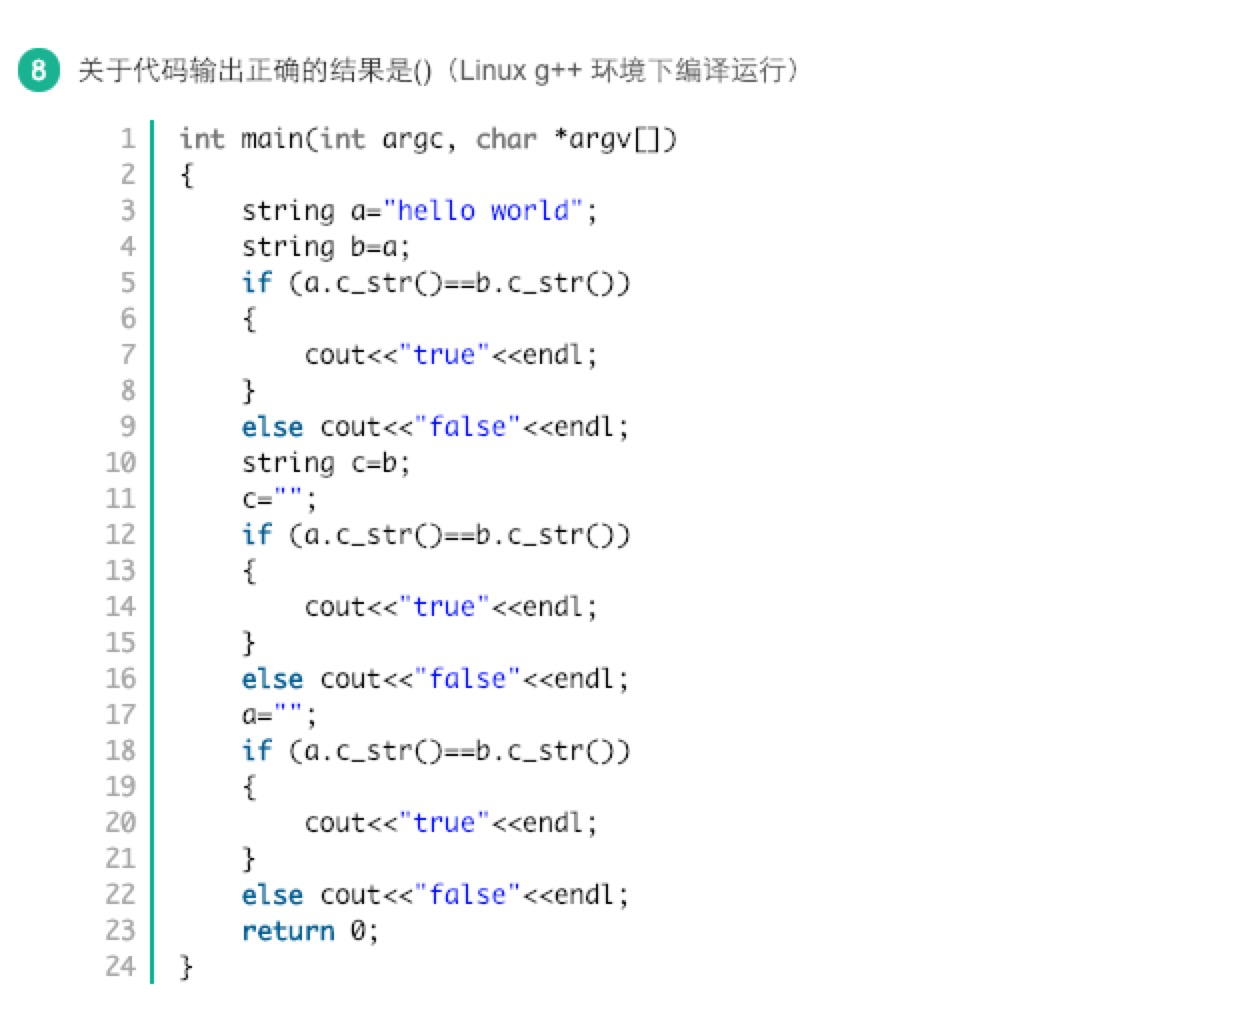 8 关于代码输出正确的结果是()（Linux g++ 环境下编译运行）
1 int main(int argc, char *argv[])
2 {
3 string a="hello world";
4 string b=a;
5 if (a.c_str()==b.c_str())
6 {
7 cout<<"true"<<endl;
8 }
9 else cout<<"false"<<endl;
10 string c=b;
11 c="";
12 if (a.c_str()==b.c_str())
13 {
14 cout<<"true"<<endl;
15 }
16 else cout<<"false"<<endl;
17 a="";
18 if (a.c_str()==b.c_str())
19 {
20 cout<<"true"<<endl;
21 }
22 else cout<<"false"<<endl;
23 return 0;
24 }